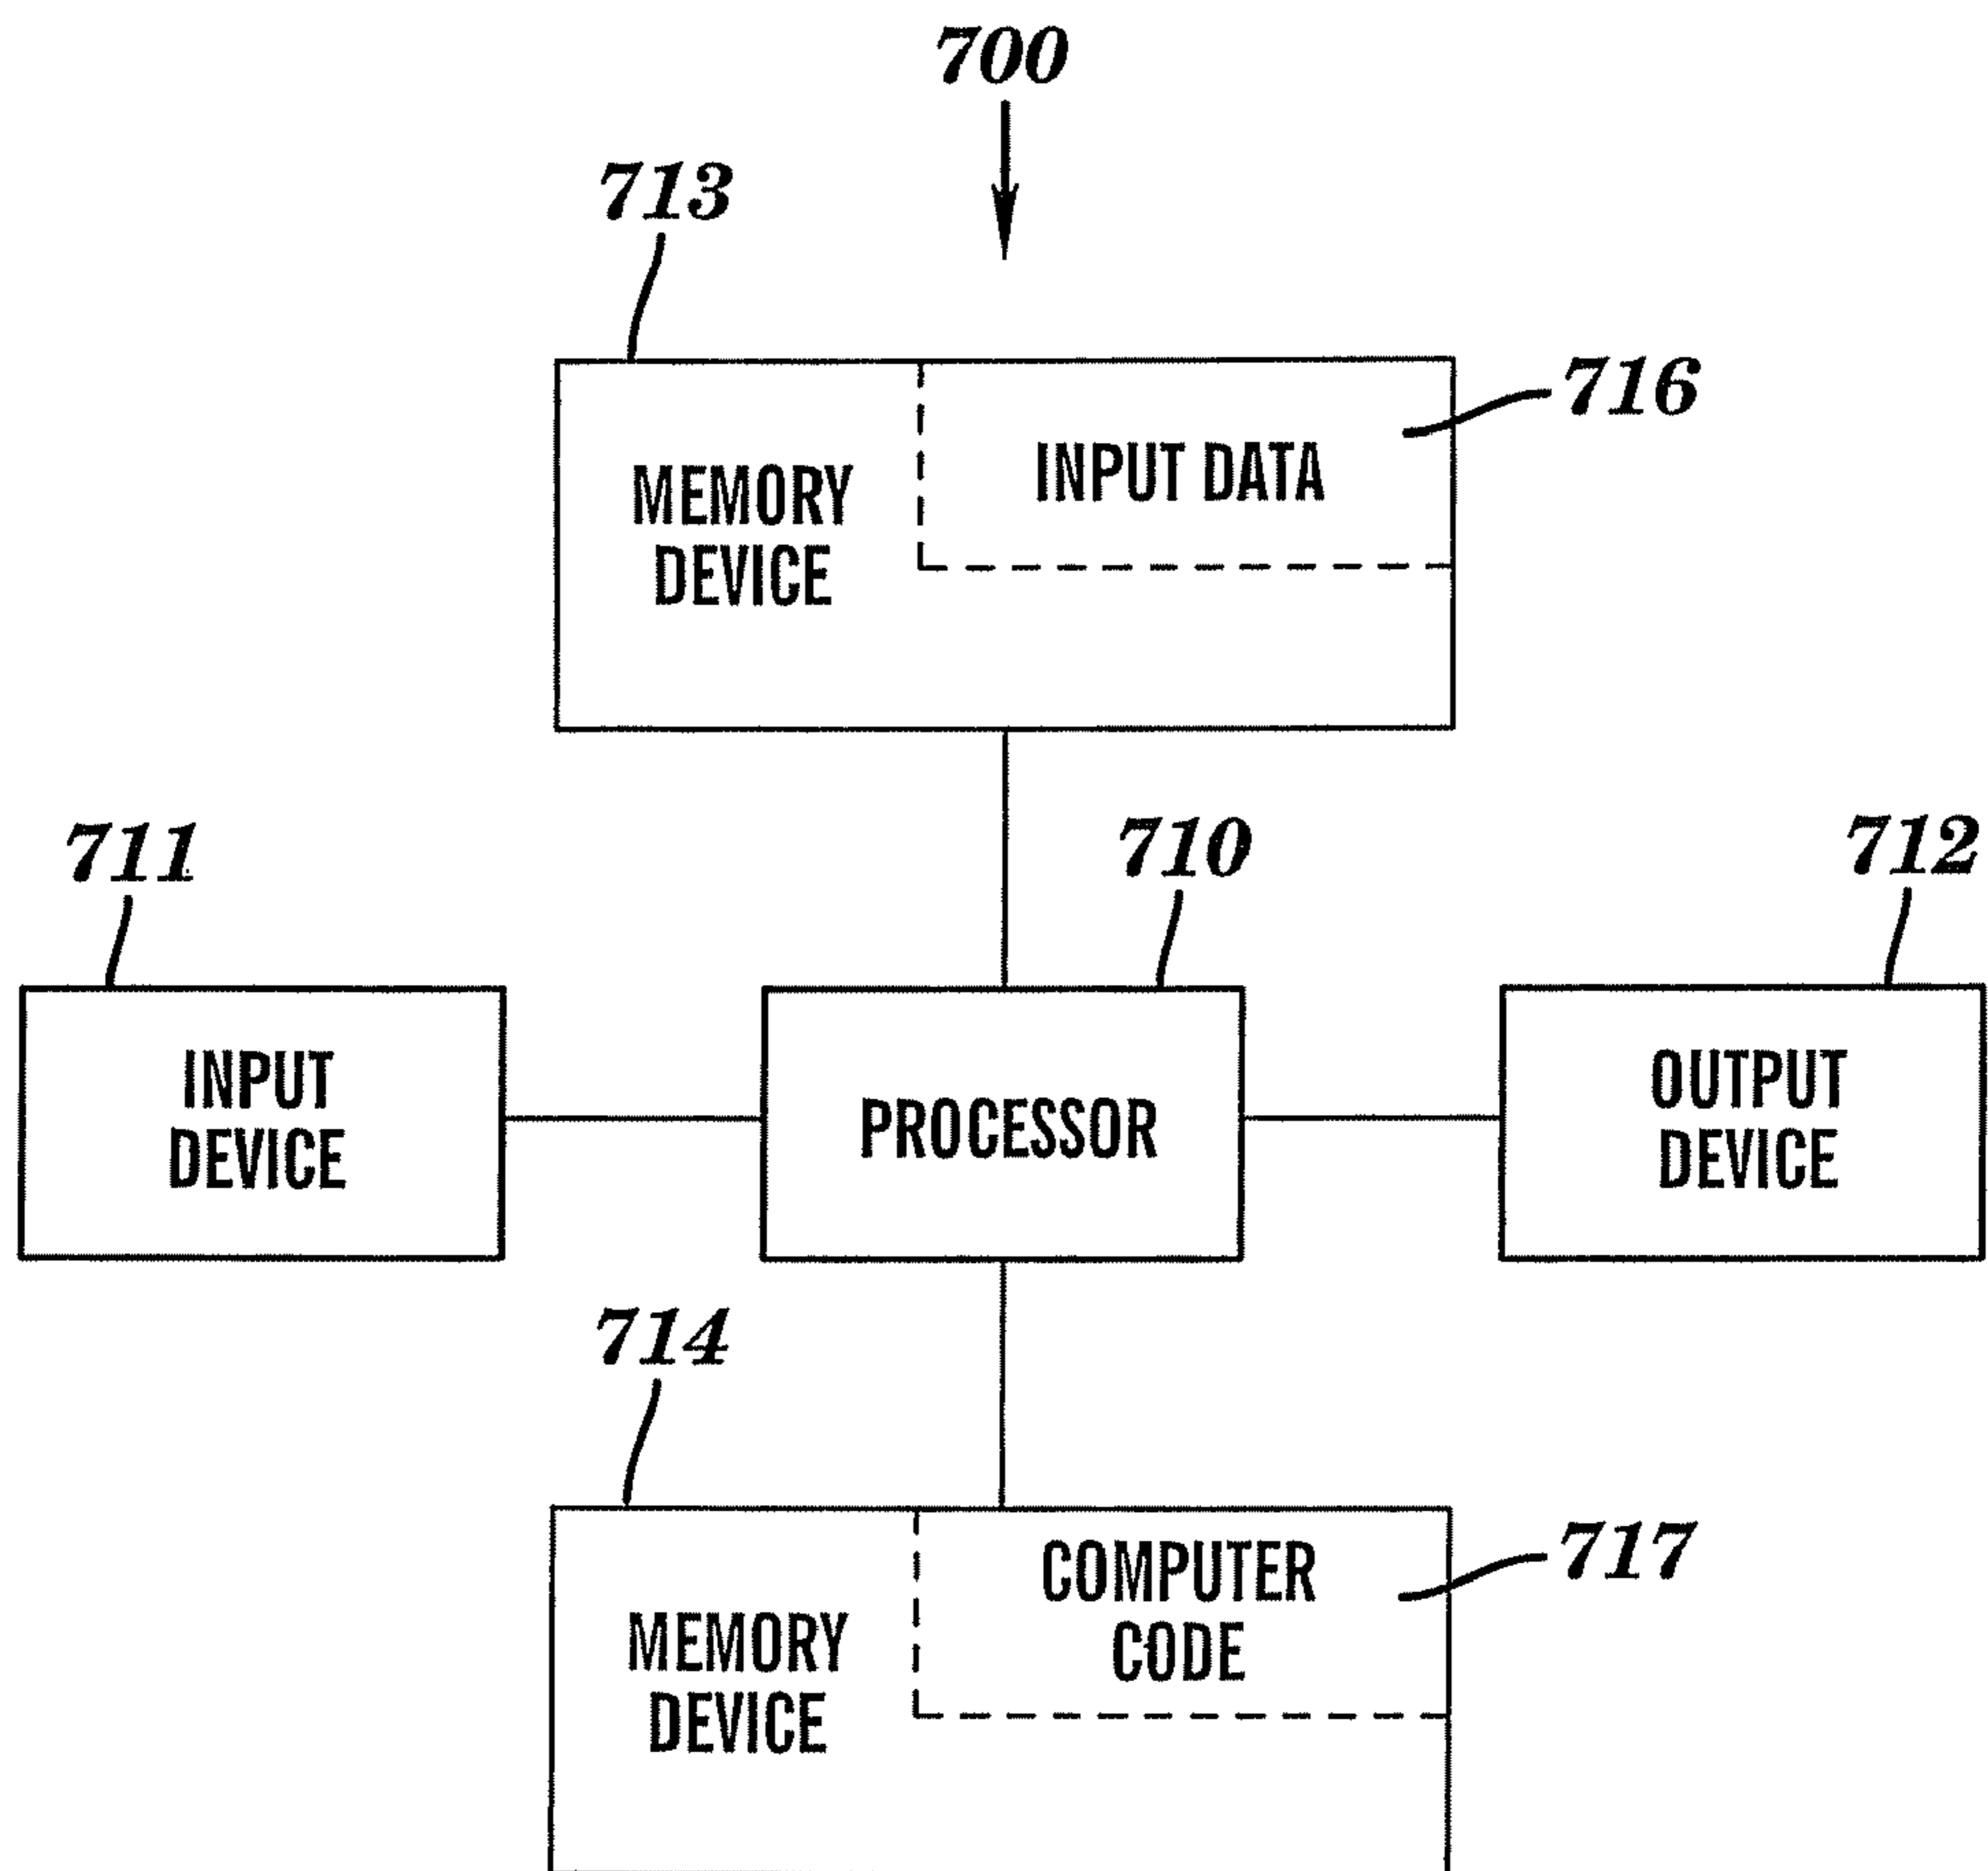 700
713
716
INPUT DATA
MEMORY
DEVICE
711
710
712
INPUT
DEVICE
PROCESSOR
OUTPUT
DEVICE
714
717
COMPUTER
CODE
MEMORY
DEVICE